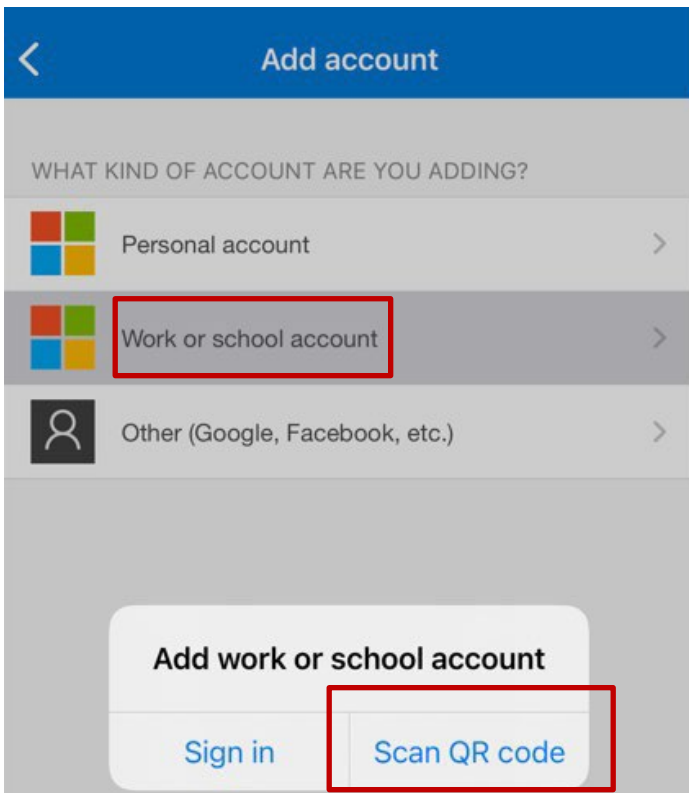 Add account
WHAT KIND OF ACCOUNT ARE YOU ADDING?
Personal account
Work or school account
Other (Google, Facebook, etc.)
Add work or school account
Sign in
Scan QR code